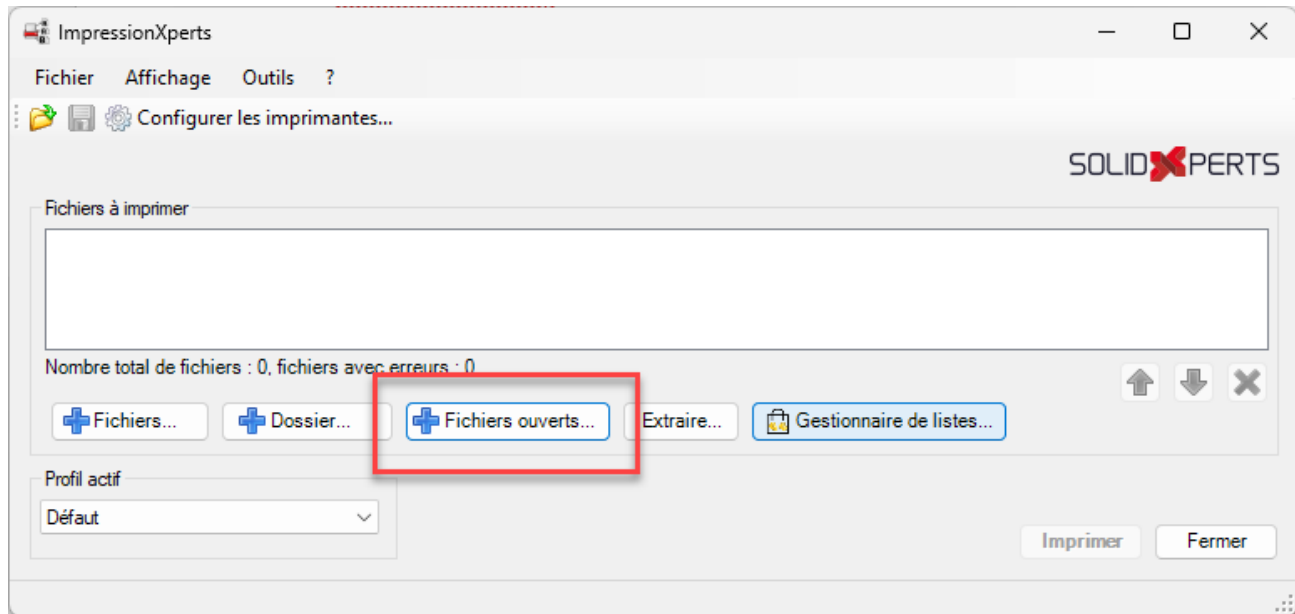 ImpressionXperts
Fichier Affichage Outils ?
Configurer les imprimantes...
SOLIDXPERTS
Fichiers à imprimer
Nombre total de fichiers : 0, fichiers avec erreurs : 0
Fichiers... Dossier... Fichiers ouverts... Extraire... Gestionnaire de listes...
Profil actif
Défaut
Imprimer Fermer